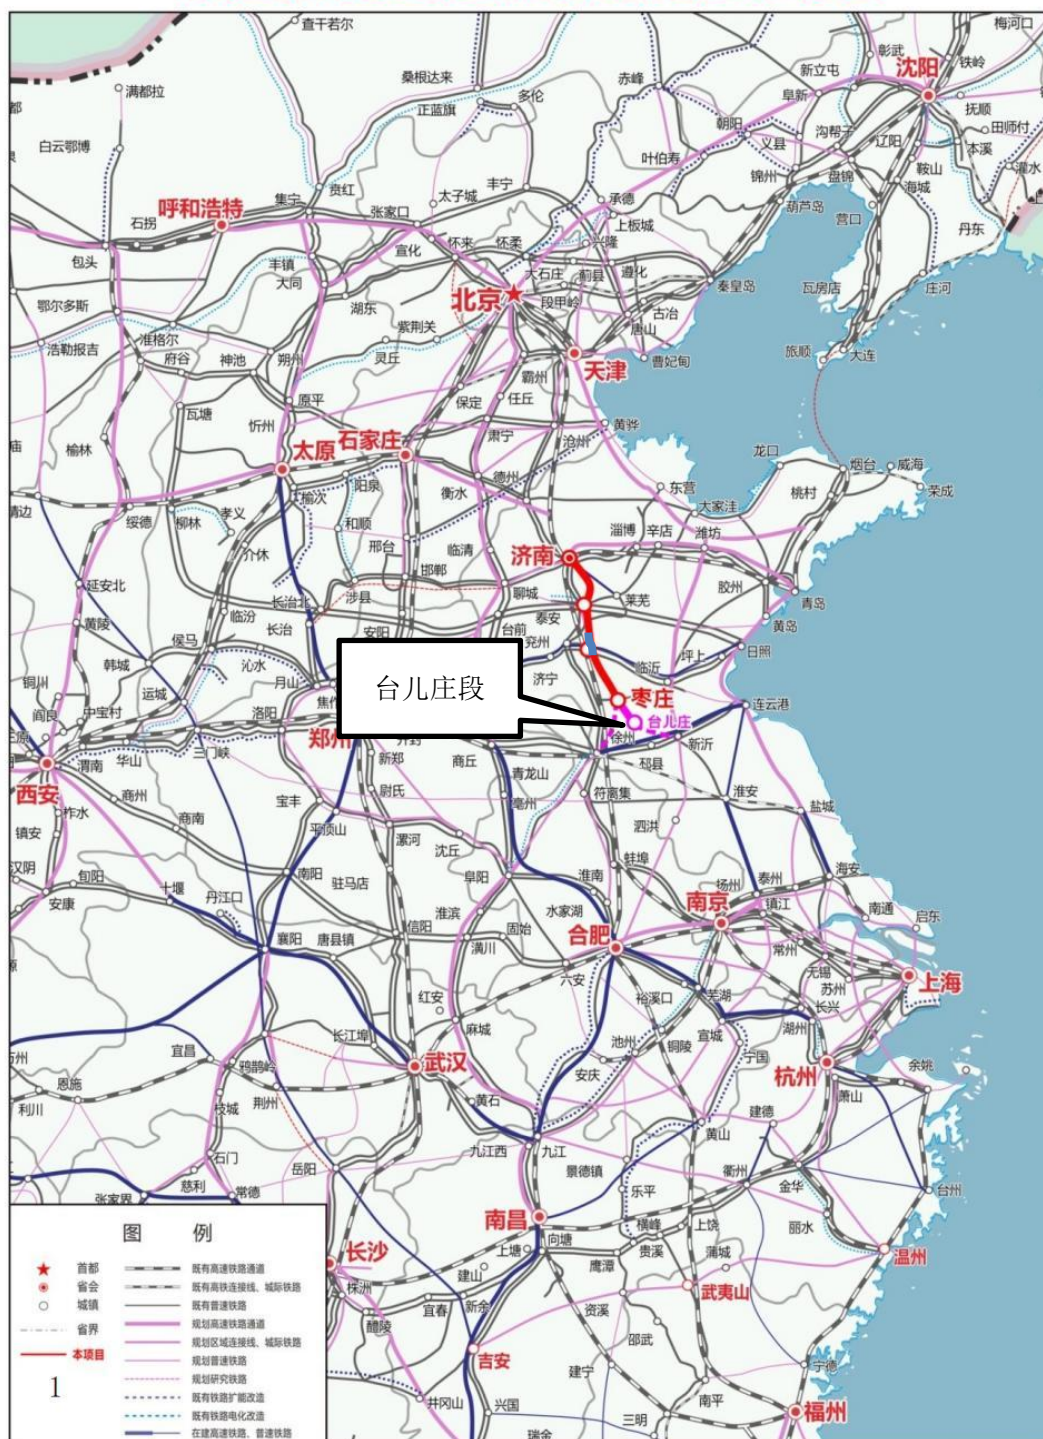 查干若尔
梅河口
彰武
桑根达来
赤峰
新立屯
沈阳
铁岭
满都拉
多伦
正蓝旗
阜新
抚顺
都
朝阳
沟帮子
田师付
白云鄂博
义县
辽阳
本溪
叶伯寿
鞍山
灌水
锦州
盘锦
海城
贲红
太子城
丰宁
承德
葫芦岛
呼和浩特
集宁
张家口
上板城
营口
丹东
石拐
宣化
怀来
怀柔
兴隆
包头
丰镇
大石庄
蓟县
遵化
大同
秦皇岛
瓦房店
庄河
北京
段甲岭
鄂尔多斯
湖东
古冶
唐山
紫荆关
准格尔
浩勒报吉
府谷
神池
朔州
灵丘
旅顺
大连
曹妃甸
天津
霸州
瓦塘
原平
保定
任丘
忻州
黄骅
庙
榆林
太原
石家庄
肃宁
沧州
龙口
烟台
威海
德州
榆次
阳泉
衡水
东营
桃村
荣成
靖边
绥德
柳林
孝义
大家洼
和顺
淄博
辛店
潍坊
介休
邢台
临清
济南
延安北
邯郸
聊城
胶州
涉县
莱芜
青岛
长治北
临汾
泰安
黄陵
长治
安阳
台前
黄岛
侯马
兖州
韩城
沁水
临沂
坪上
日照
铜川
月山
济宁
运城
焦作
台儿庄段
枣庄
连云港
阎良
中宝村
洛阳
台儿庄
三原
三门峡
郑州
开封
徐州
新沂
渭南
华山
新郑
商丘
青龙山
邳县
西安
商州
尉氏
亳州
符离集
淮安
柞水
宝丰
盐城
镇安
商南
平顶山
漯河
沈丘
泗洪
汉阴
旬阳
南阳
驻马店
阜阳
蚌埠
淮南
扬州
泰州
海安
安康
十堰
丹江口
淮滨
水家湖
南京
镇江
南通
启东
襄阳
唐县镇
信阳
潢川
固始
合肥
常州
六安
无锡
苏州
上海
红安
裕溪口
芜湖
长兴
麻城
宣城
湖州
长江埠
池州
铜陵
宁国
万州
宜昌
鸦鹊岭
武汉
安庆
杭州
余姚
恩施
荆州
黄石
萧山
利川
枝城
建德
九江西
九江
黄山
岳阳
石门
景德镇
衢州
慈利
金华
台州
张家界
常德
乐平
南昌
横峰
上饶
丽水
长沙
上塘
向塘
贵溪
蒲城
温州
鹰潭
建山
株洲
武夷山
宜春
新余
资溪
醴陵
邵武
吉安
建宁
宁德
井冈山
兴国
南平
福州
三明
瑞金
图 例
首都
省会
城镇
省界
本项目
1
既有高速铁路通道
既有高铁连接线、城际铁路
既有普速铁路
规划高速铁路通道
规划区域连接线、城际铁路
规划普速铁路
规划研究铁路
既有铁路扩能改造
既有铁路电化改造
在建高速铁路、普速铁路